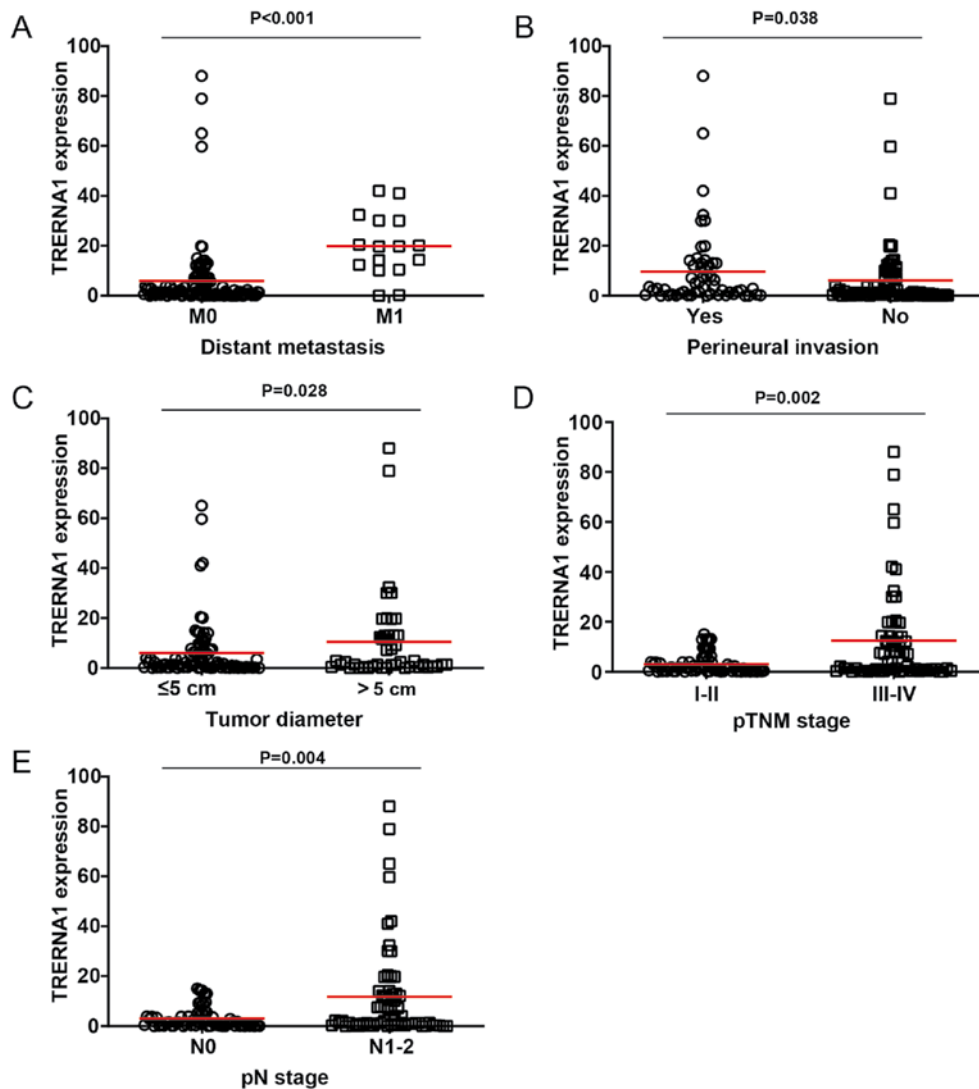 A
P<0.001
TRERNA1 expression
100
80
60
40
20
0
M0 M1
Distant metastasis
B
P=0.038
TRERNA1 expression
100
80
60
40
20
0
Yes No
Perineural invasion
C
P=0.028
TRERNA1 expression
100
80
60
40
20
0
≤5 cm > 5 cm
Tumor diameter
D
P=0.002
TRERNA1 expression
100
80
60
40
20
0
I-II III-IV
pTNM stage
E
P=0.004
TRERNA1 expression
100
80
60
40
20
0
N0 N1-2
pN stage